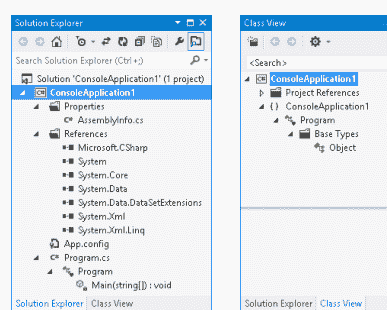 Solution Explorer
Search Solution Explorer (Ctrl+;)
Solution 'ConsoleApplication1' (1 project)
C# ConsoleApplication1
Properties
C# AssemblyInfo.cs
References
Microsoft.CSharp
System
System.Core
System.Data
System.Data.DataSetExtensions
System.Xml
System.Xml.Linq
App.config
C# Program.cs
Program
Main(string[]) : void
Solution Explorer Class View
Class View
<Search>
C# ConsoleApplication1
Project References
{ } ConsoleApplication1
Program
Base Types
Object
Solution Explorer Class View